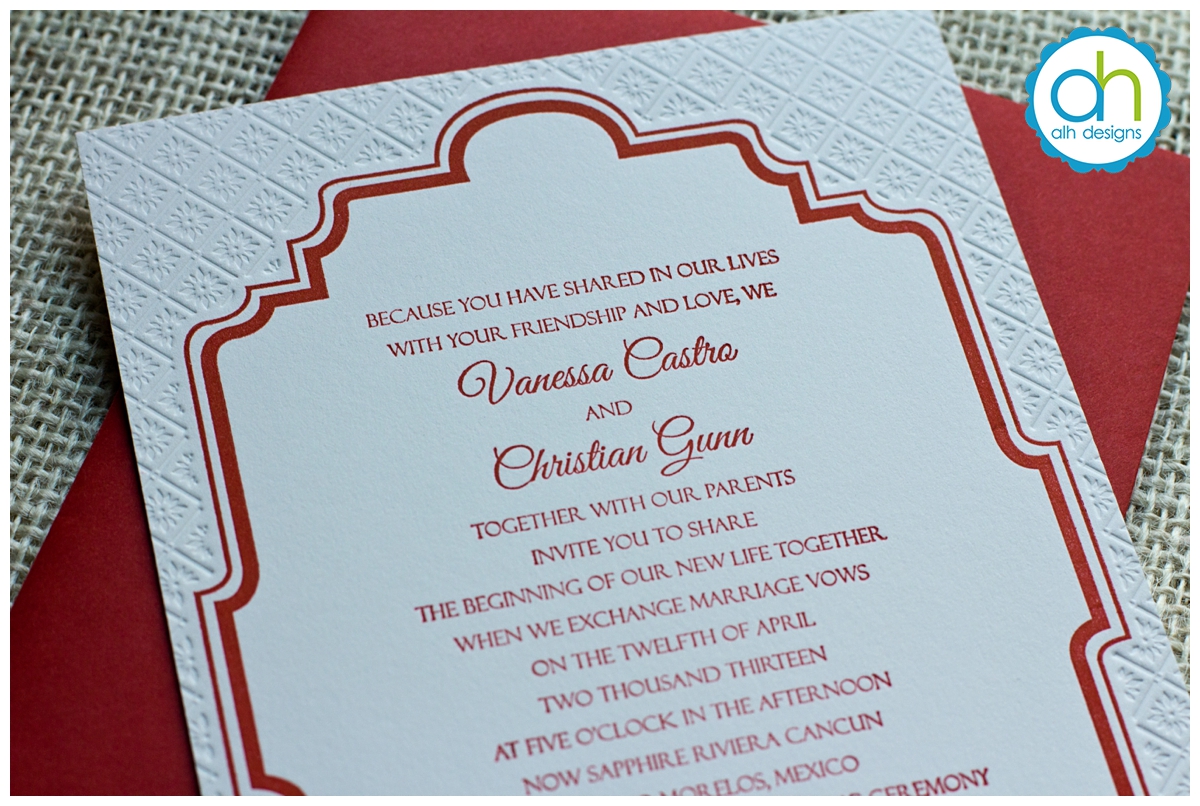 ah
alh designs
BECAUSE YOU HAVE SHARED IN OUR LIVES
WITH YOUR FRIENDSHIP AND LOVE, WE
Vanessa Castro
AND
Christian Gunn
TOGETHER WITH OUR PARENTS
INVITE YOU TO SHARE
THE BEGINNING OF OUR NEW LIFE TOGETHER
WHEN WE EXCHANGE MARRIAGE VOWS
ON THE TWELFTH OF APRIL
TWO THOUSAND THIRTEEN
AT FIVE O'CLOCK IN THE AFTERNOON
NOW SAPPHIRE RIVIERA CANCUN
MORELOS, MEXICO
CEREMONY